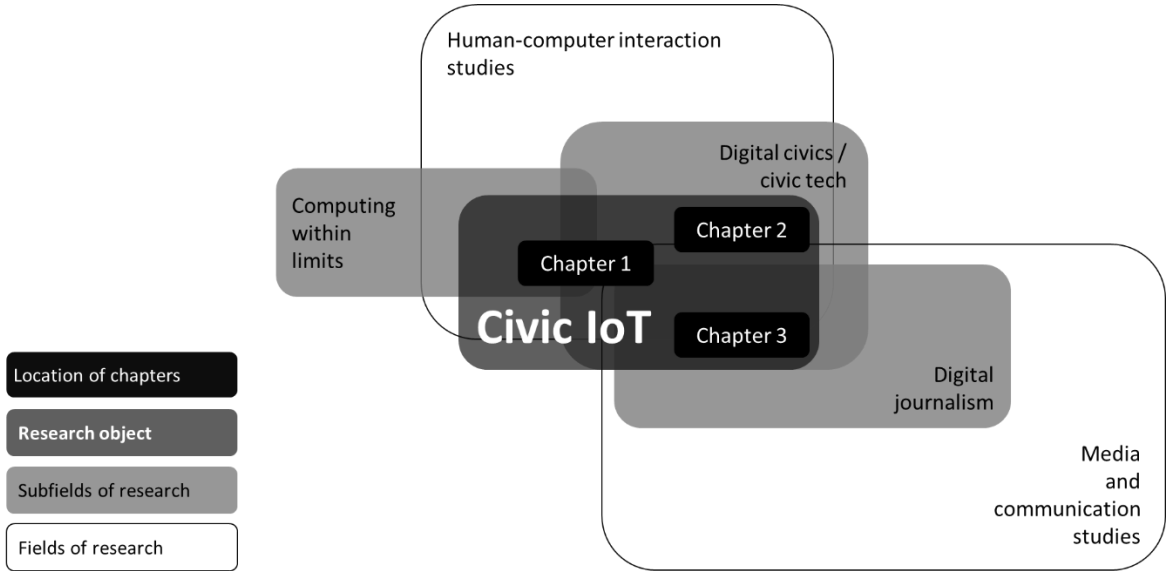 Human-computer interaction
studies
Digital civics /
civic tech
Computing
within
limits
Chapter 2
Chapter 1
Civic IoT
Chapter 3
Digital
journalism
Media
and
communication
studies
Location of chapters
Research object
Subfields of research
Fields of research